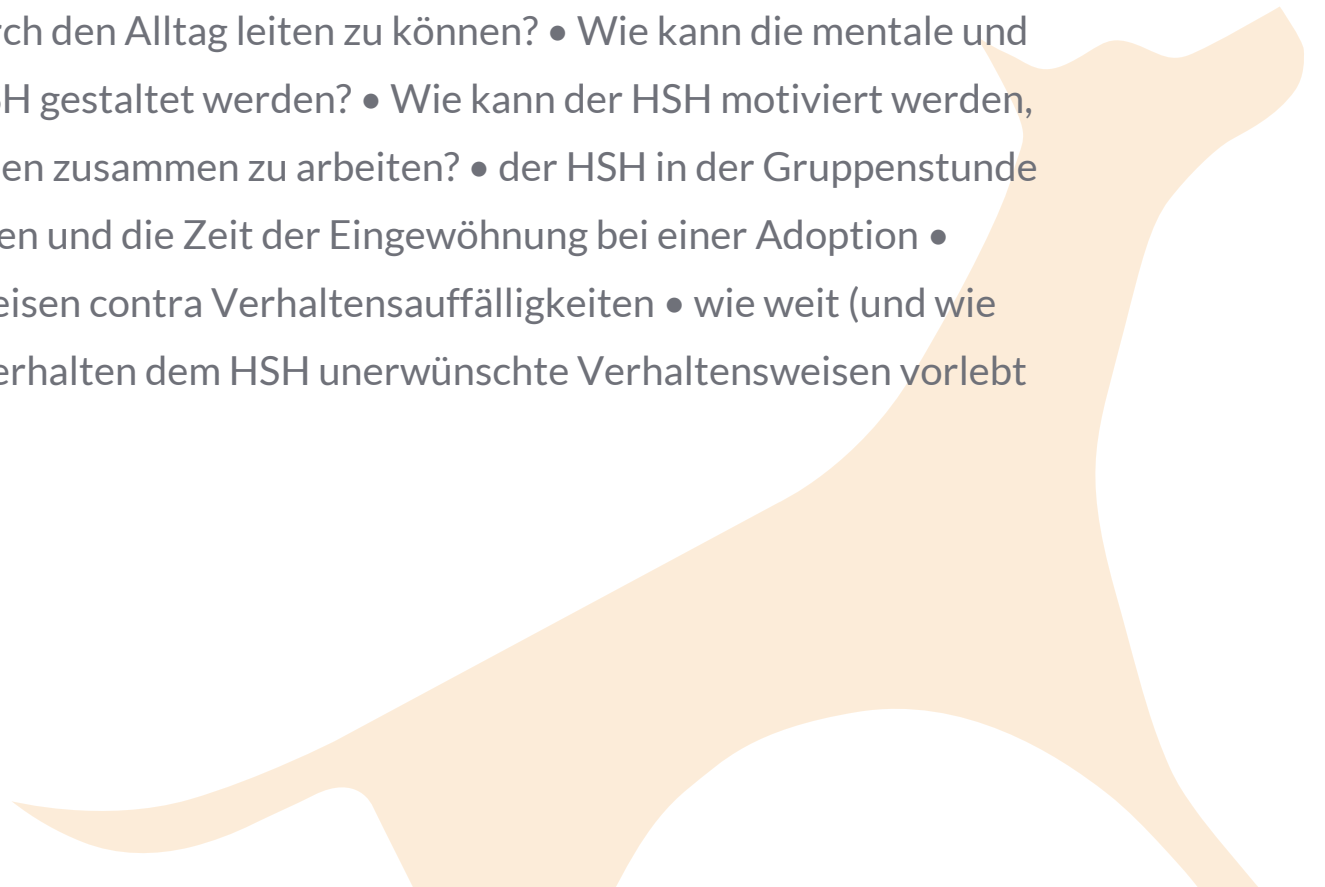 rch den Alltag leiten zu können? • Wie kann die mentale und
H gestaltet werden? • Wie kann der HSH motiviert werden,
en zusammen zu arbeiten? • der HSH in der Gruppenstunde
en und die Zeit der Eingewöhnung bei einer Adoption •
eisen contra Verhaltensauffälligkeiten • wie weit (und wie
erhalten dem HSH unerwünschte Verhaltensweisen vorlebt